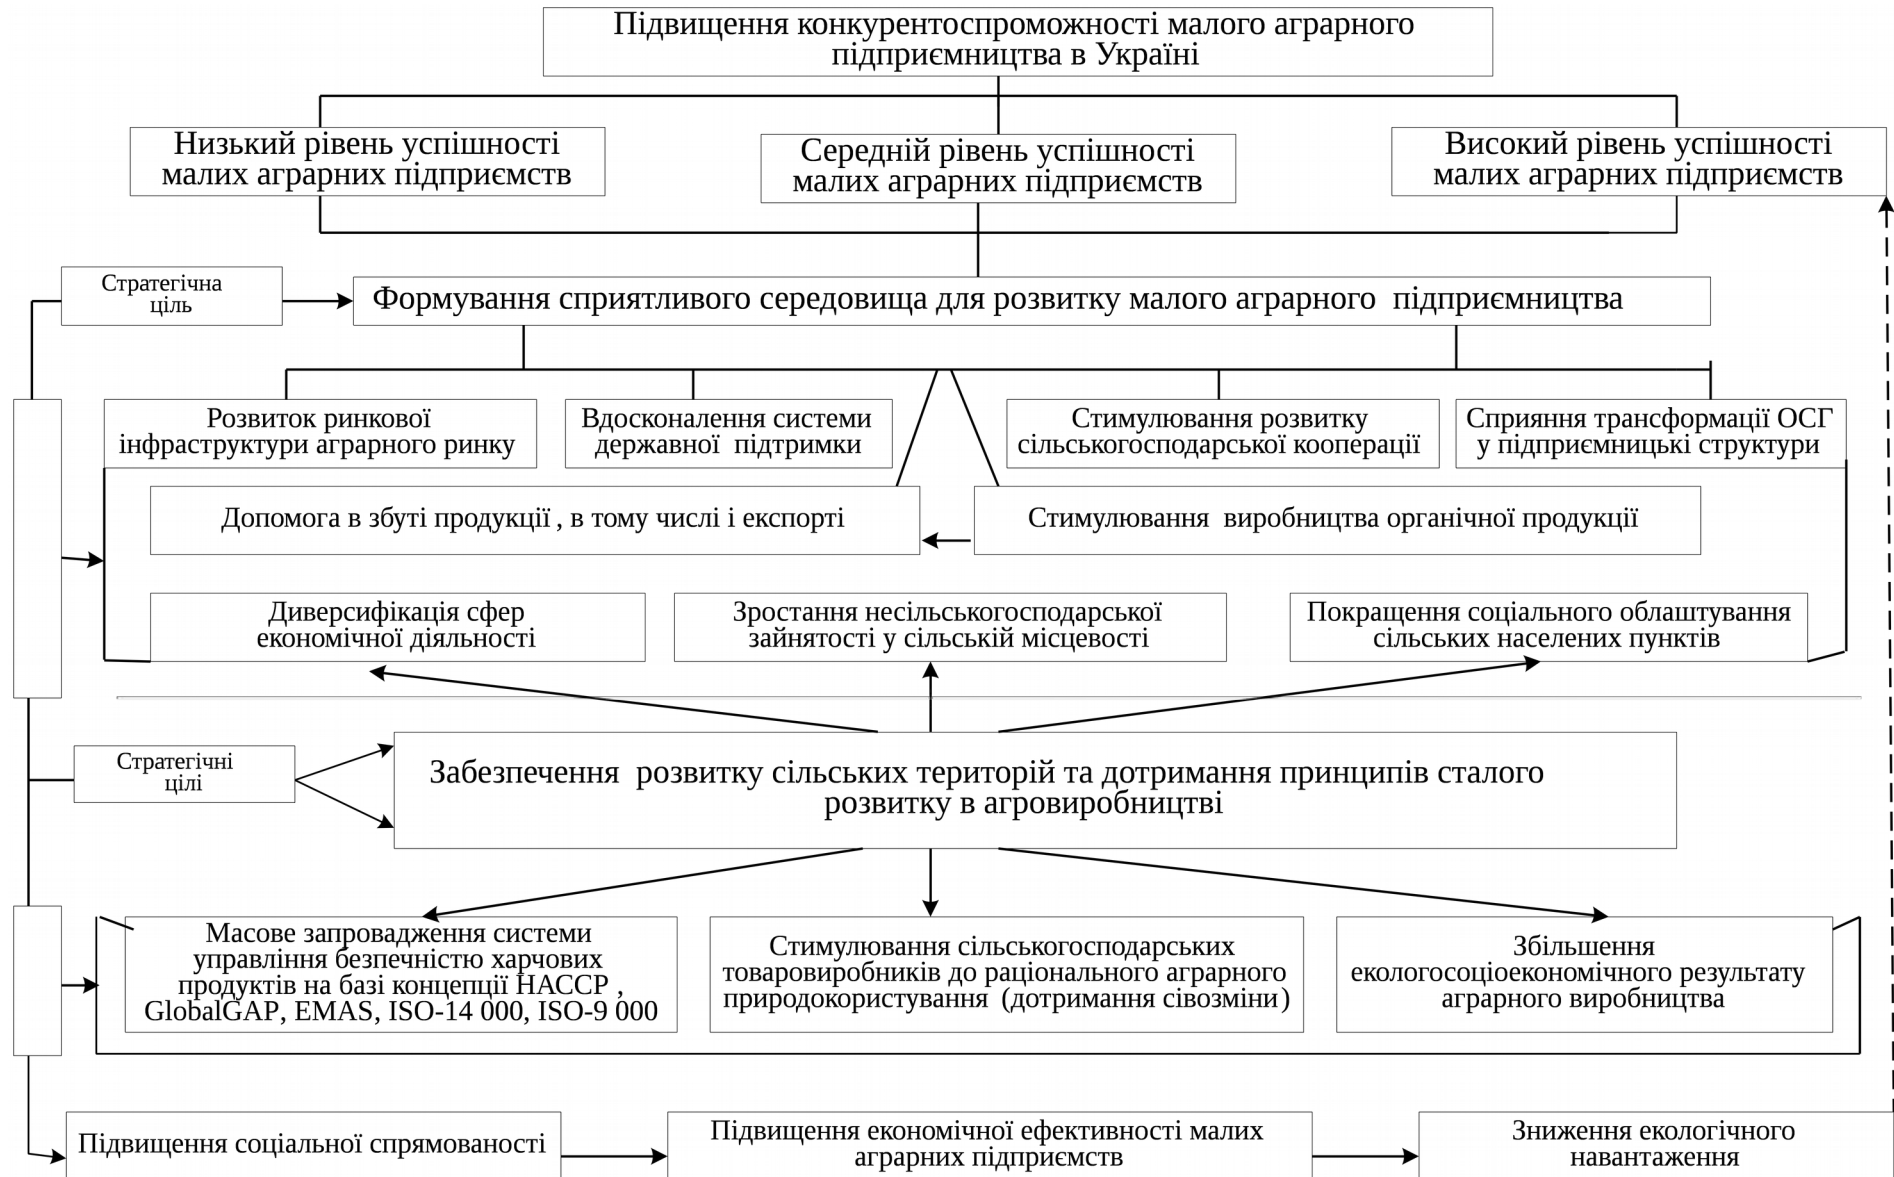 Підвищення конкурентоспроможності малого аграрного
підприємництва в Україні
Низький рівень успішності
малих аграрних підприємств
Середній рівень успішності
малих аграрних підприємств
Високий рівень успішності
малих аграрних підприємств
Стратегічна
ціль
Формування сприятливого середовища для розвитку малого аграрного підприємництва
Розвиток ринкової
інфраструктури аграрного ринку
Вдосконалення системи
державної підтримки
Стимулювання розвитку
сільськогосподарської кооперації
Сприяння трансформації ОСГ
у підприємницькі структури
Допомога в збуті продукції , в тому числі і експорті
Стимулювання виробництва органічної продукції
Диверсифікація сфер
економічної діяльності
Зростання несільськогосподарської
зайнятості у сільській місцевості
Покращення соціального облаштування
сільських населених пунктів
Стратегічні
цілі
Забезпечення розвитку сільських територій та дотримання принципів сталого
розвитку в агровиробництві
Масове запровадження системи
управління безпечністю харчових
продуктів на базі концепції НАССР ,
GlobalGAP, EMAS, ISO-14 000, ISO-9 000
Стимулювання сільськогосподарських
товаровиробників до раціонального аграрного
природокористування (дотримання сівозміни)
Збільшення
екологосоціоекономічного результату
аграрного виробництва
Підвищення соціальної спрямованості
Підвищення економічної ефективності малих
аграрних підприємств
Зниження екологічного
навантаження